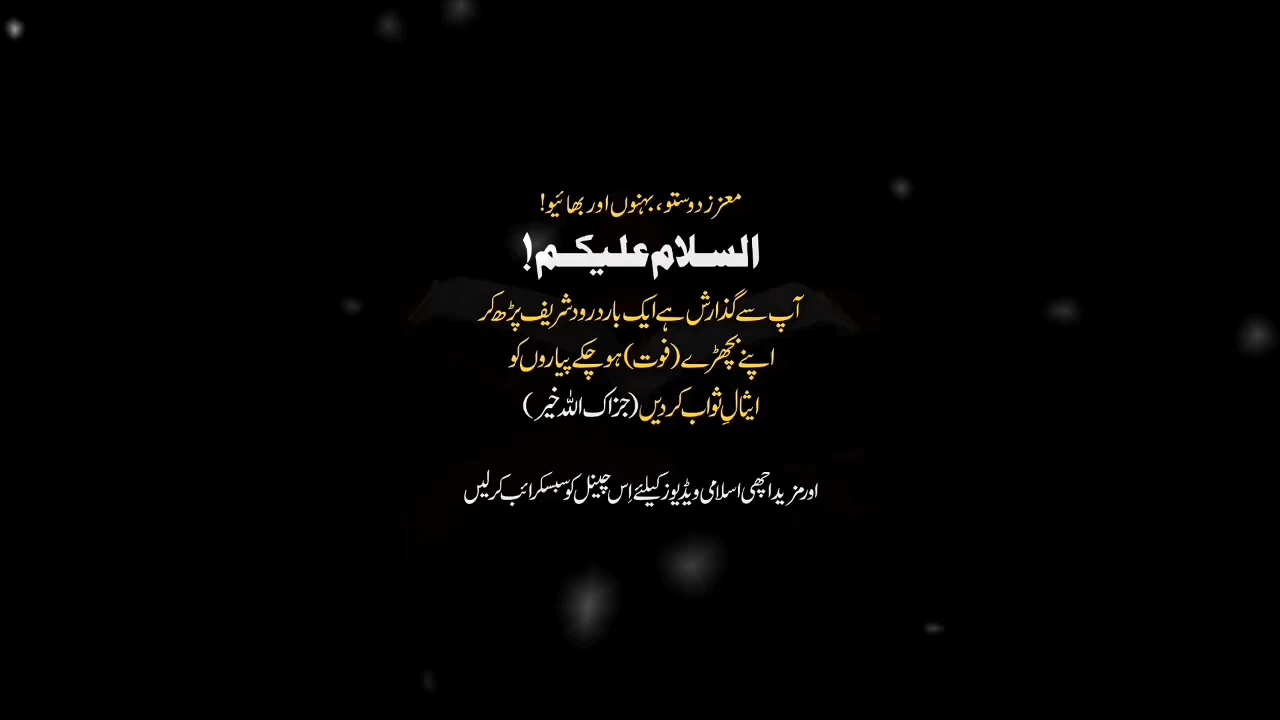 معزز دوستو، بہنوں اور بھائیو!
السلام علیکم!
آپ سے گذارش ہے ایک بار درود شریف پڑھ کر
اپنے بچھڑے (فوت) ہو چکے پیاروں کو
ایثالِ ثواب کر دیں (جزاک اللہ خیر)
اور مزید اچھی اسلامی ویڈیوز کیلئے اِس چینل کو سبسکرائب کر لیں